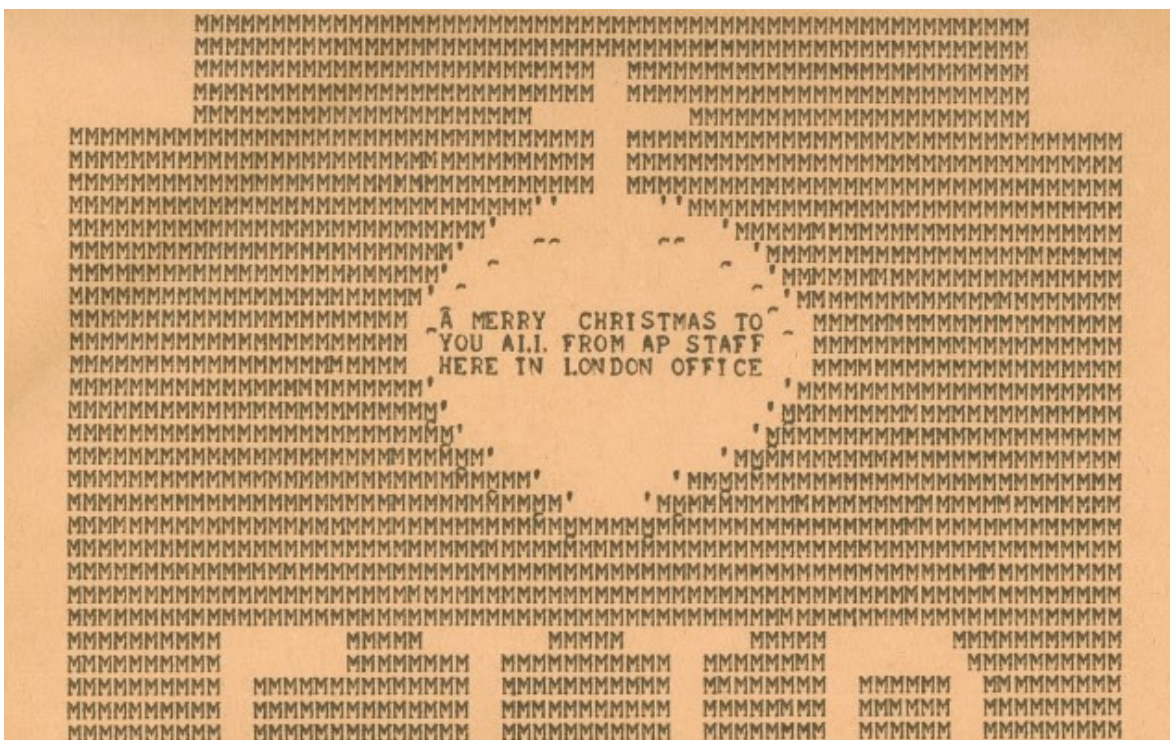 A MERRY CHRISTMAS TO
YOU ALL FROM AP STAFF
HERE IN LONDON OFFICE